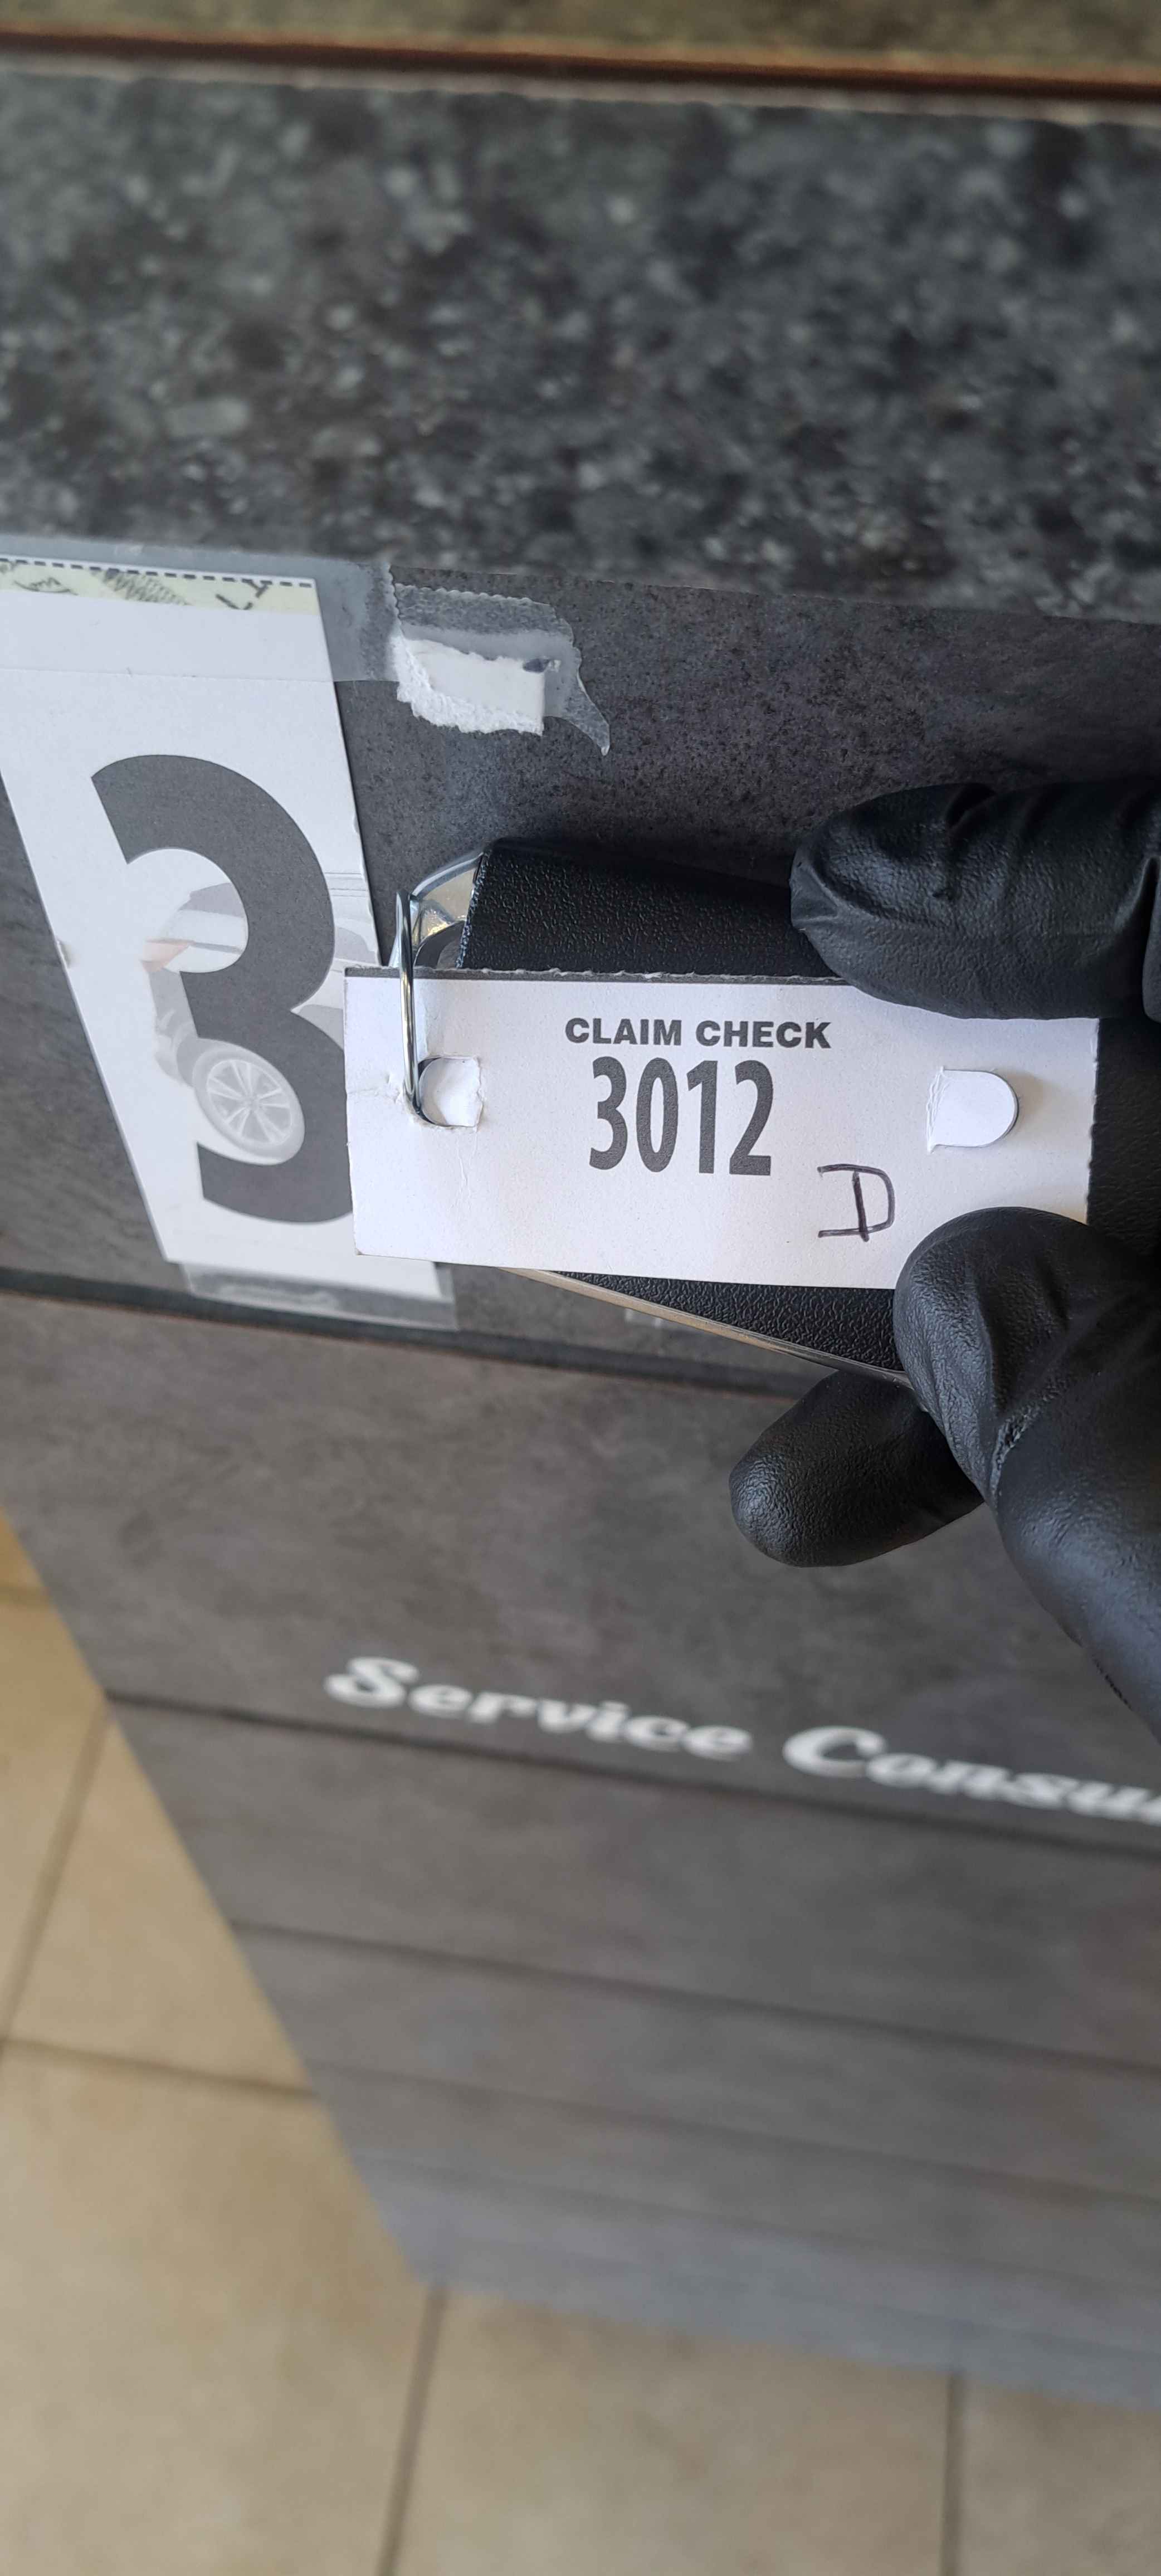 3
CLAIM CHECK
3012
D
Service Consu